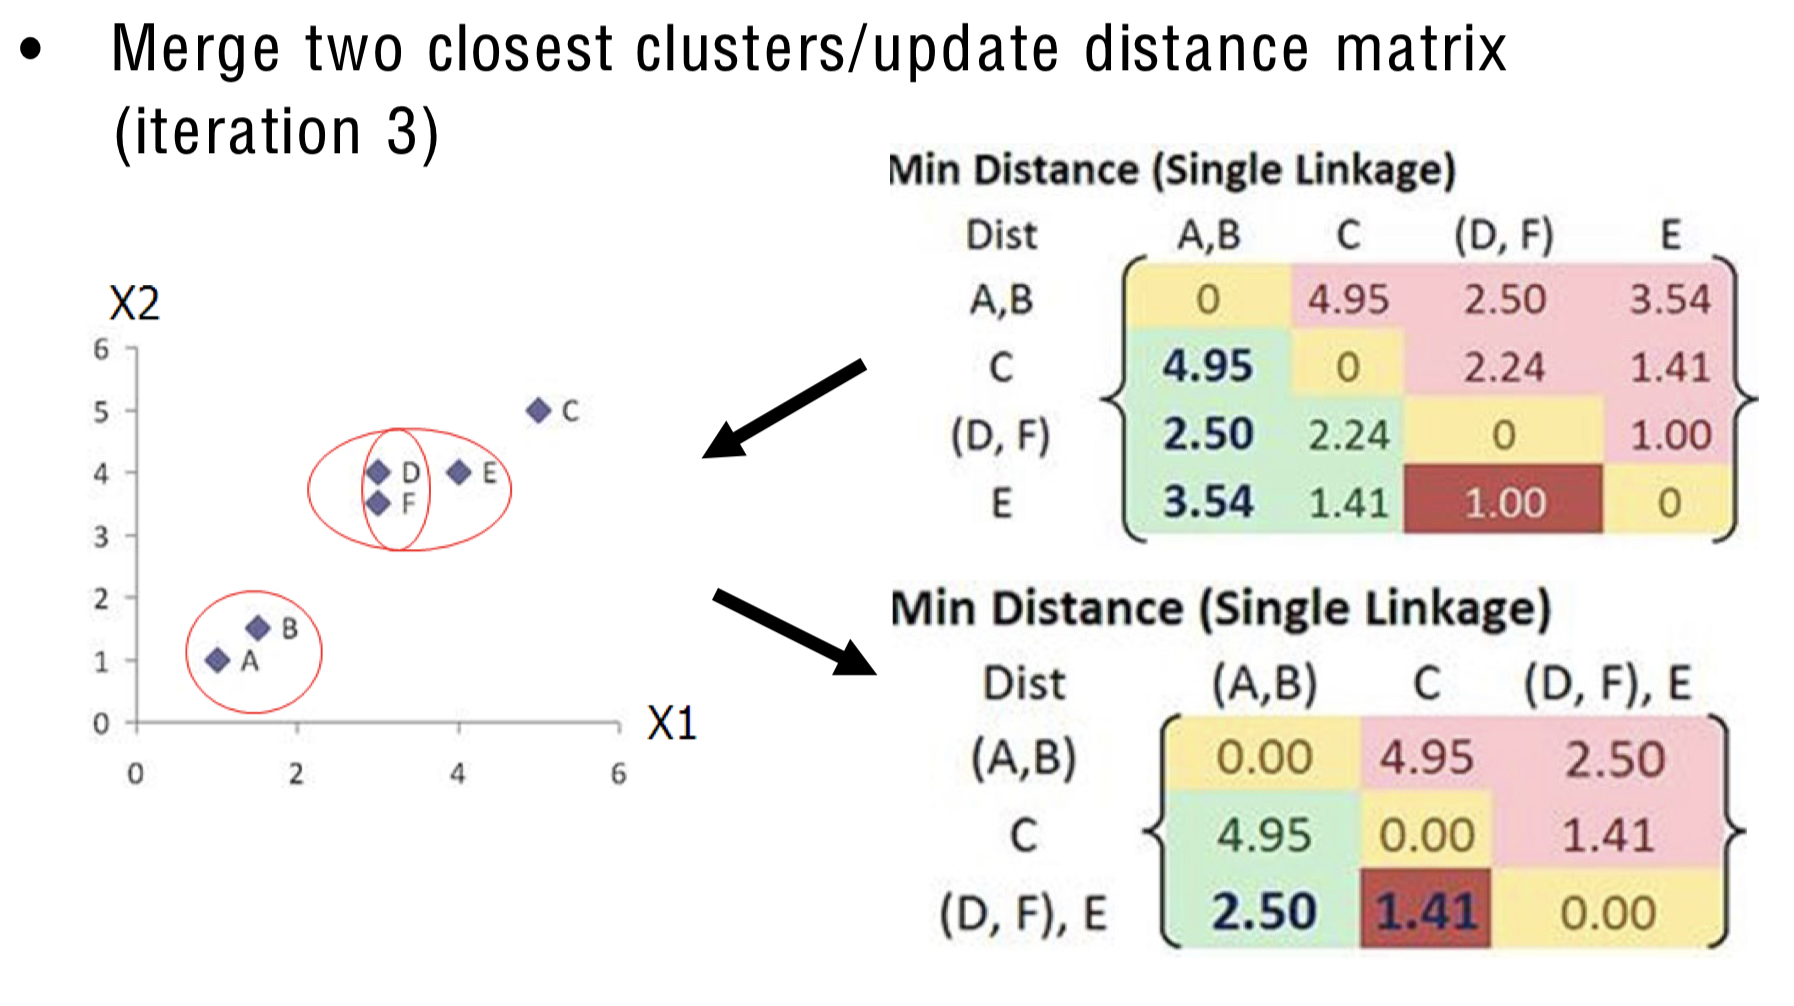 • Merge two closest clusters/update distance matrix
(iteration 3)
Min Distance (Single Linkage)
Dist A,B C (D, F) E
A,B 0 4.95 2.50 3.54
C 4.95 0 2.24 1.41
(D, F) 2.50 2.24 0 1.00
E 3.54 1.41 1.00 0
X2
6
5 C
4 D E
F
3
2
B
1 A
0
X1
0 2 4 6
Min Distance (Single Linkage)
Dist (A,B) C (D, F), E
(A,B) 0.00 4.95 2.50
C 4.95 0.00 1.41
(D, F), E 2.50 1.41 0.00